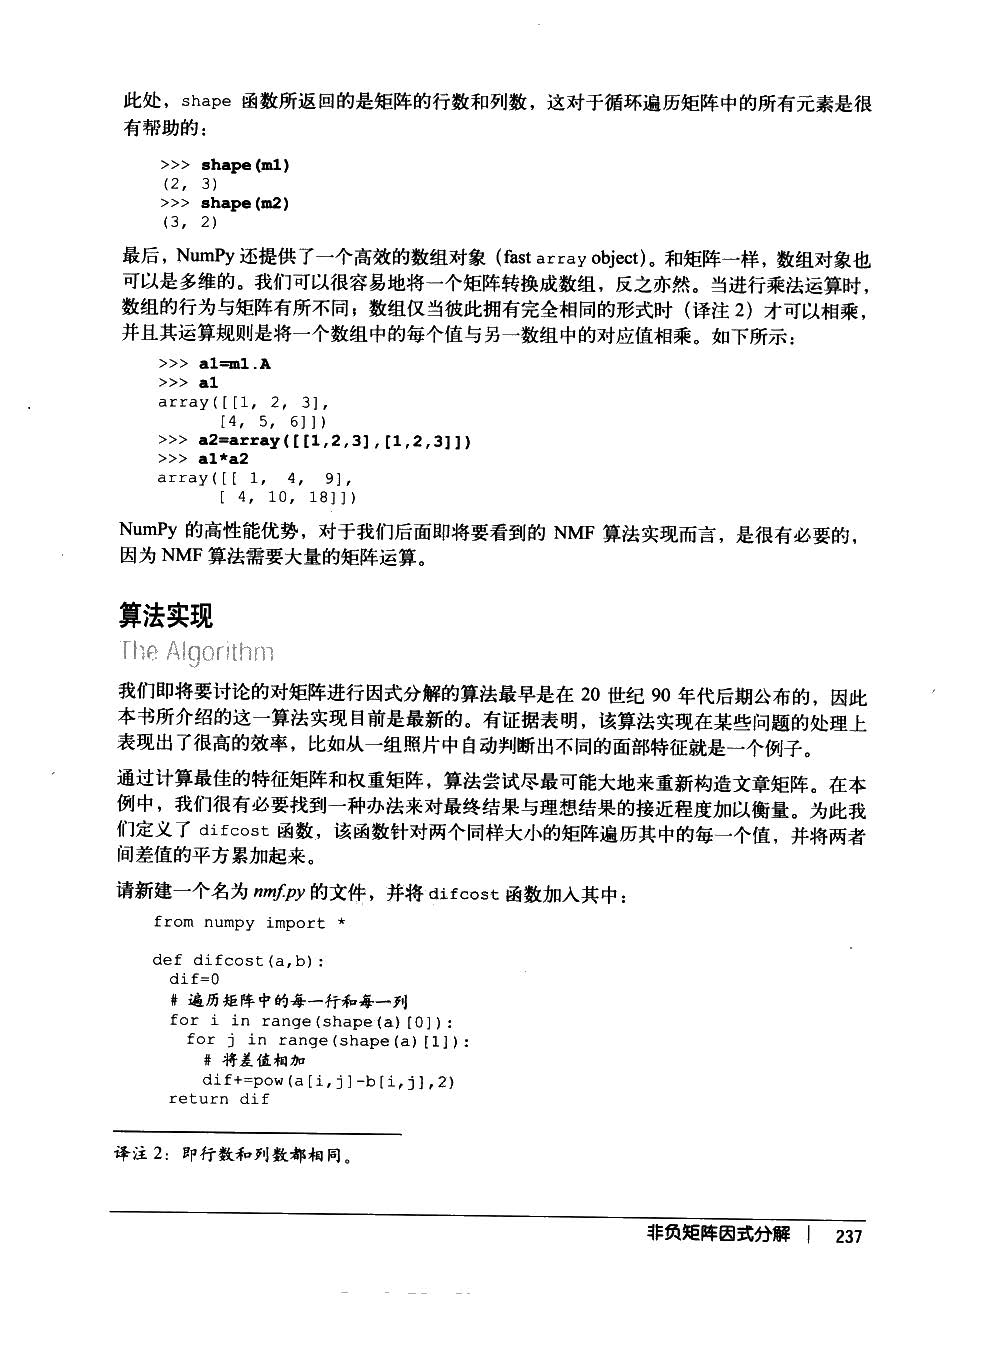 此处，shape 函数所返回的是矩阵的行数和列数，这对于循环遍历矩阵中的所有元素是很
有帮助的：
>>> shape(m1)
(2, 3)
>>> shape(m2)
(3, 2)
最后，NumPy 还提供了一个高效的数组对象（fast array object）。和矩阵一样，数组对象也
可以是多维的。我们可以很容易地将一个矩阵转换成数组，反之亦然。当进行乘法运算时，
数组的行为与矩阵有所不同；数组仅当彼此拥有完全相同的形式时（译注 2）才可以相乘，
并且其运算规则是将一个数组中的每个值与另一数组中的对应值相乘。如下所示：
>>> a1=m1.A
>>> a1
array([[1, 2, 3],
       [4, 5, 6]])
>>> a2=array([[1,2,3],[1,2,3]])
>>> a1*a2
array([[ 1,  4,  9],
       [ 4, 10, 18]])
NumPy 的高性能优势，对于我们后面即将要看到的 NMF 算法实现而言，是很有必要的，
因为 NMF 算法需要大量的矩阵运算。
算法实现
The Algorithm
我们即将要讨论的对矩阵进行因式分解的算法最早是在 20 世纪 90 年代后期公布的，因此
本书所介绍的这一算法实现目前是最新的。有证据表明，该算法实现在某些问题的处理上
表现出了很高的效率，比如从一组照片中自动判断出不同的面部特征就是一个例子。
通过计算最佳的特征矩阵和权重矩阵，算法尝试尽最可能大地来重新构造文章矩阵。在本
例中，我们很有必要找到一种办法来对最终结果与理想结果的接近程度加以衡量。为此我
们定义了 difcost 函数，该函数针对两个同样大小的矩阵遍历其中的每一个值，并将两者
间差值的平方累加起来。
请新建一个名为 nmf.py 的文件，并将 difcost 函数加入其中：
from numpy import *
def difcost(a,b):
  dif=0
  # 遍历矩阵中的每一行和每一列
  for i in range(shape(a)[0]):
    for j in range(shape(a)[1]):
      # 将差值相加
      dif+=pow(a[i,j]-b[i,j],2)
  return dif
译注 2：即行数和列数都相同。
非负矩阵因式分解 | 237